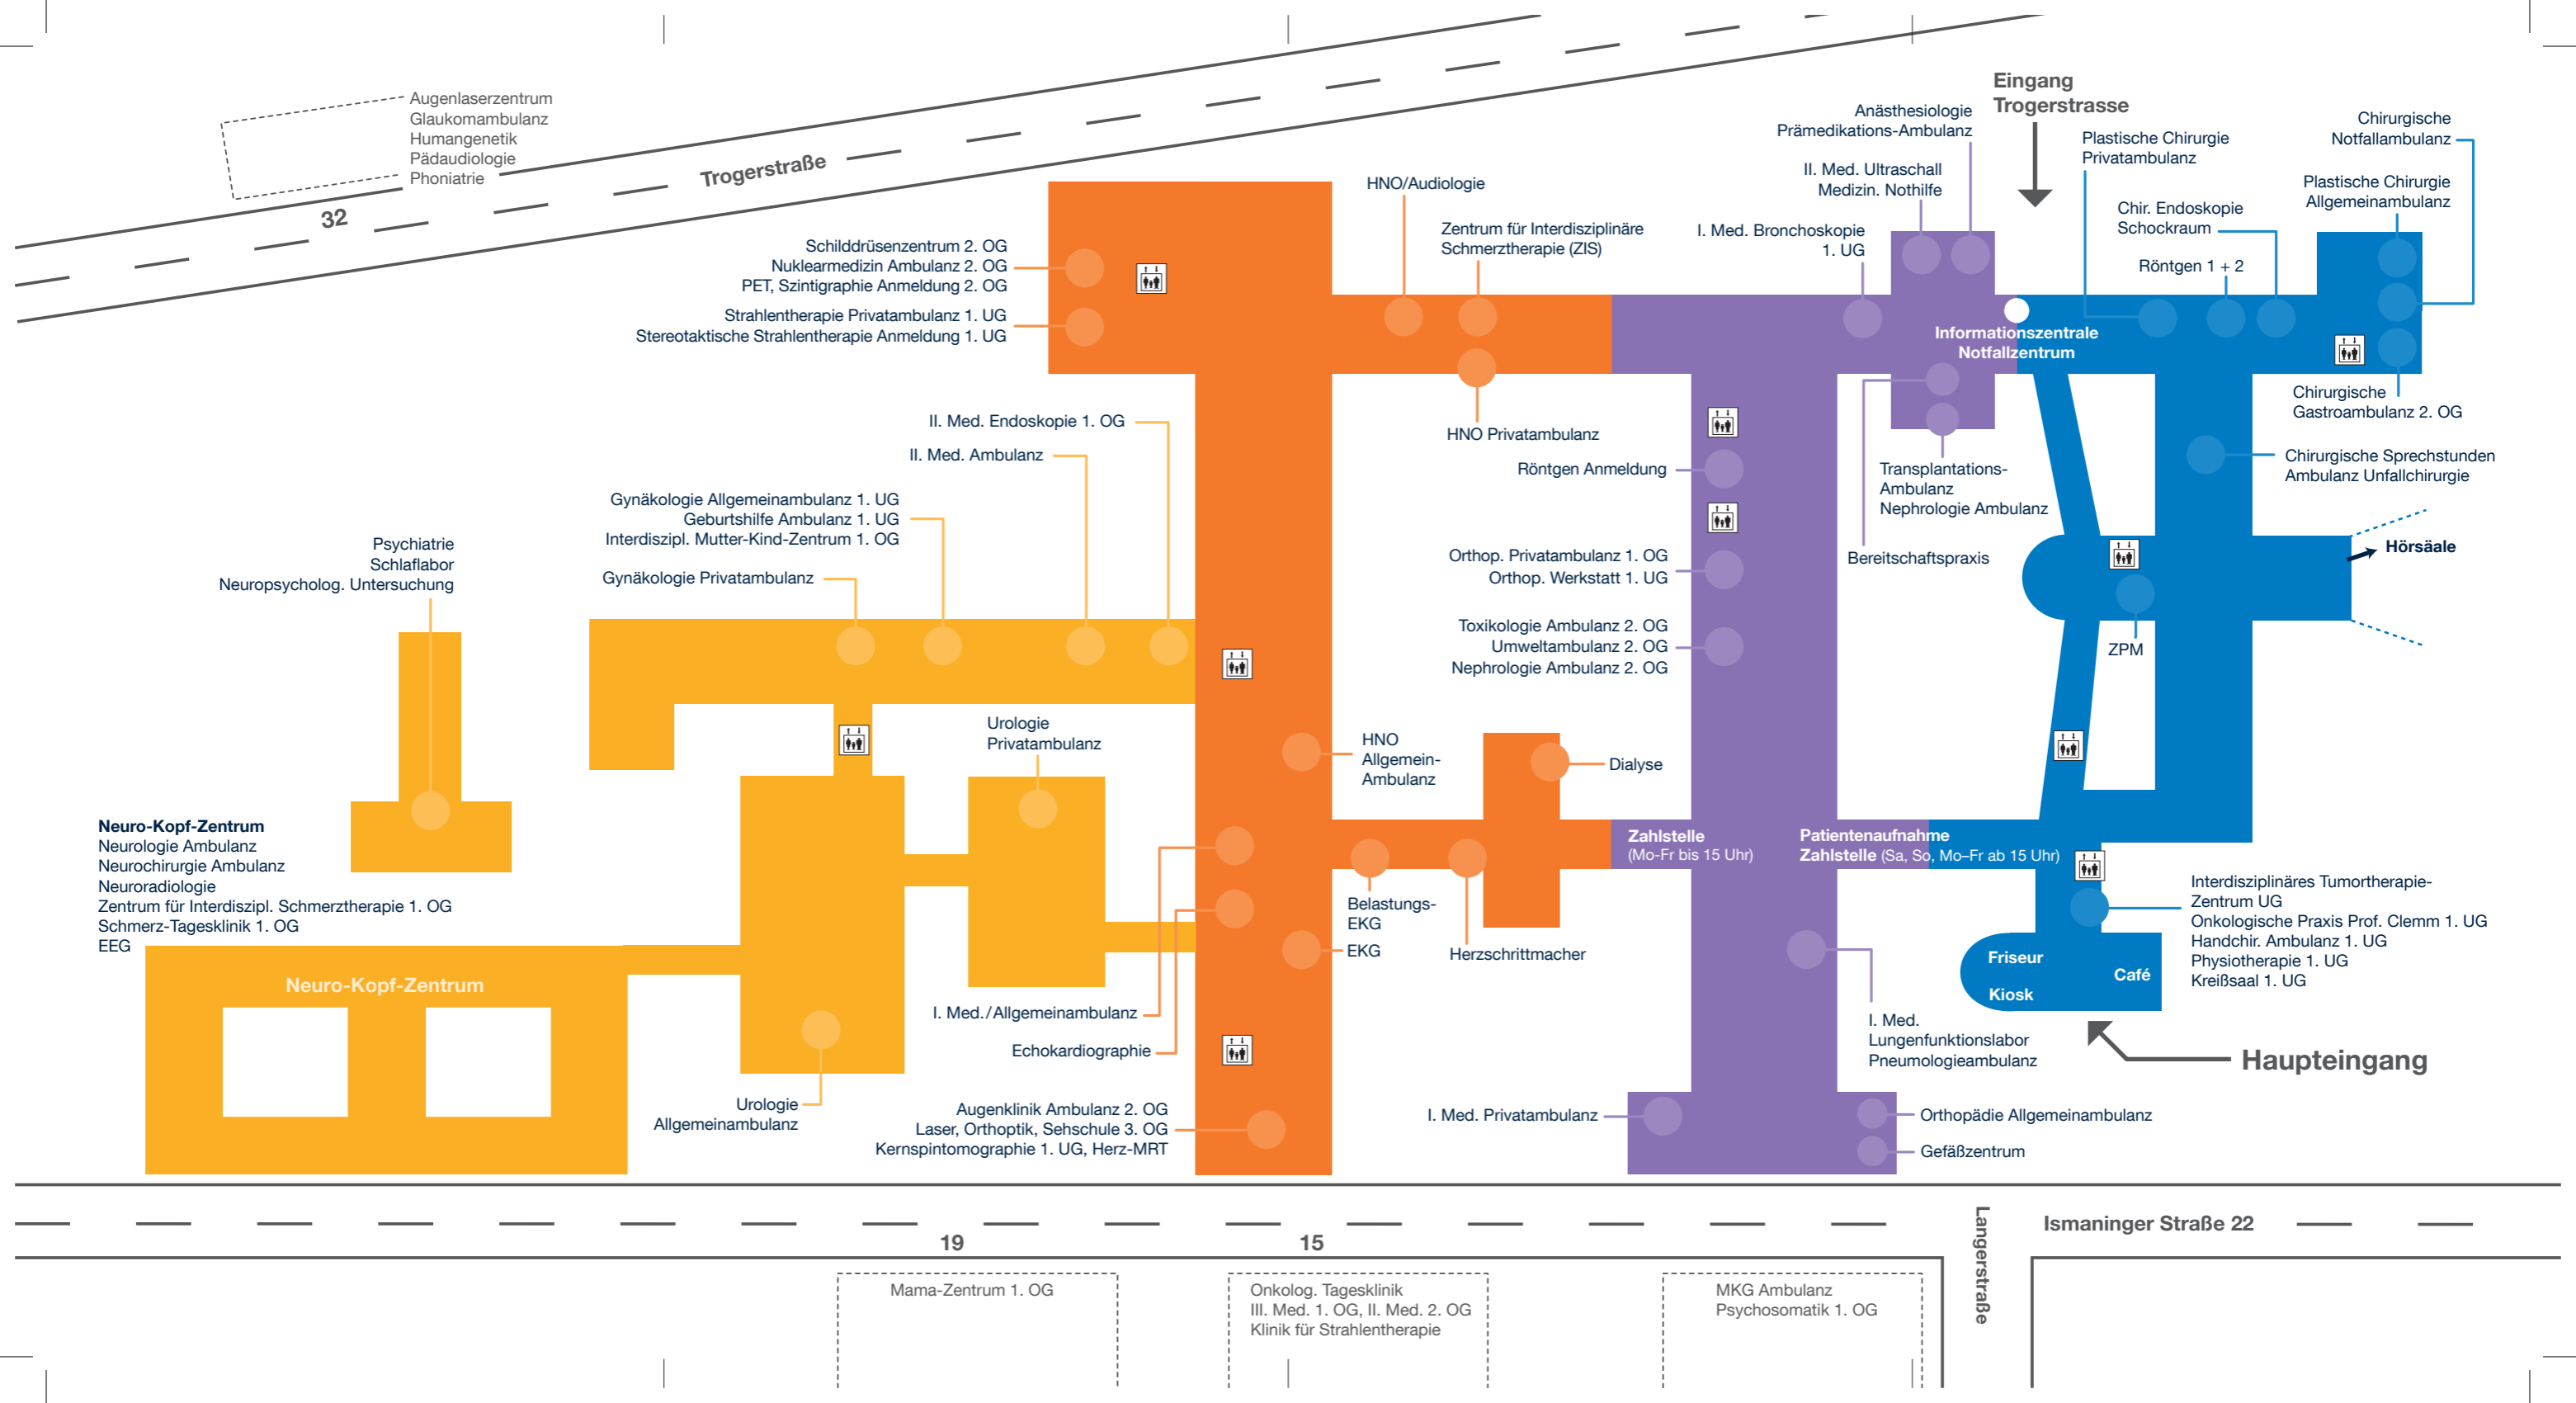 Augenlaserzentrum
Glaukomambulanz
Humangenetik
Pädaudiologie
Phoniatrie
32
Trogerstraße
Eingang
Trogerstrasse
Anästhesiologie
Prämedikations-Ambulanz
II. Med. Ultraschall
Medizin. Nothilfe
I. Med. Bronchoskopie
1. UG
Plastische Chirurgie
Privatambulanz
Chirurgische
Notfallambulanz
Plastische Chirurgie
Allgemeinambulanz
Chir. Endoskopie
Schockraum
Röntgen 1 + 2
HNO/Audiologie
Zentrum für Interdisziplinäre
Schmerztherapie (ZIS)
Schilddrüsenzentrum 2. OG
Nuklearmedizin Ambulanz 2. OG
PET, Szintigraphie Anmeldung 2. OG
Strahlentherapie Privatambulanz 1. UG
Stereotaktische Strahlentherapie Anmeldung 1. UG
Informationszentrale
Notfallzentrum
Chirurgische
Gastroambulanz 2. OG
II. Med. Endoskopie 1. OG
II. Med. Ambulanz
HNO Privatambulanz
Röntgen Anmeldung
Transplantations-
Ambulanz
Nephrologie Ambulanz
Chirurgische Sprechstunden
Ambulanz Unfallchirurgie
Gynäkologie Allgemeinambulanz 1. UG
Geburtshilfe Ambulanz 1. UG
Interdiszipl. Mutter-Kind-Zentrum 1. OG
Gynäkologie Privatambulanz
Psychiatrie
Schlaflabor
Neuropsycholog. Untersuchung
Orthop. Privatambulanz 1. OG
Orthop. Werkstatt 1. UG
Bereitschaftspraxis
Hörsäale
Toxikologie Ambulanz 2. OG
Umweltambulanz 2. OG
Nephrologie Ambulanz 2. OG
ZPM
Urologie
Privatambulanz
HNO
Allgemein-
Ambulanz
Dialyse
Neuro-Kopf-Zentrum
Neurologie Ambulanz
Neurochirurgie Ambulanz
Neuroradiologie
Zentrum für Interdiszipl. Schmerztherapie 1. OG
Schmerz-Tagesklinik 1. OG
EEG
Neuro-Kopf-Zentrum
Zahlstelle
(Mo-Fr bis 15 Uhr)
Patientenaufnahme
Zahlstelle (Sa, So, Mo–Fr ab 15 Uhr)
Belastungs-
EKG
EKG
Herzschrittmacher
Interdisziplinäres Tumortherapie-
Zentrum UG
Onkologische Praxis Prof. Clemm 1. UG
Handchir. Ambulanz 1. UG
Physiotherapie 1. UG
Kreißsaal 1. UG
Friseur
Café
Kiosk
I. Med./Allgemeinambulanz
Echokardiographie
I. Med.
Lungenfunktionslabor
Pneumologieambulanz
Haupteingang
Urologie
Allgemeinambulanz
Augenklinik Ambulanz 2. OG
Laser, Orthoptik, Sehschule 3. OG
Kernspintomographie 1. UG, Herz-MRT
I. Med. Privatambulanz
Orthopädie Allgemeinambulanz
Gefäßzentrum
Ismaninger Straße 22
Langerstraße
19
15
Mama-Zentrum 1. OG
Onkolog. Tagesklinik
III. Med. 1. OG, II. Med. 2. OG
Klinik für Strahlentherapie
MKG Ambulanz
Psychosomatik 1. OG